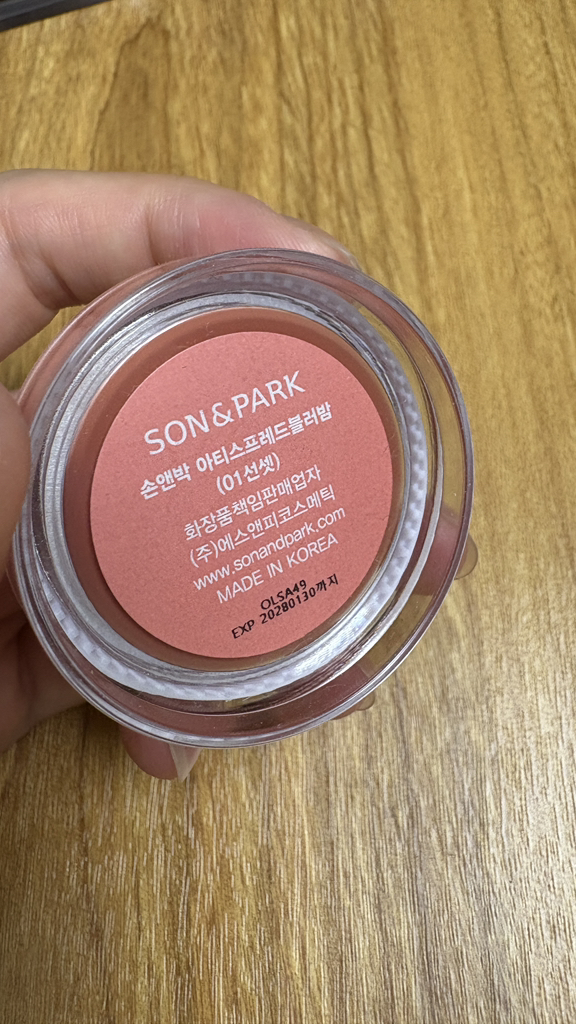 SON&PARK
손앤박 아티스프레드블러밤
(01선셋)
화장품책임판매업자
(주)에스앤피코스메틱
www.sonandpark.com
MADE IN KOREA
OLSA49
EXP 20280130까지